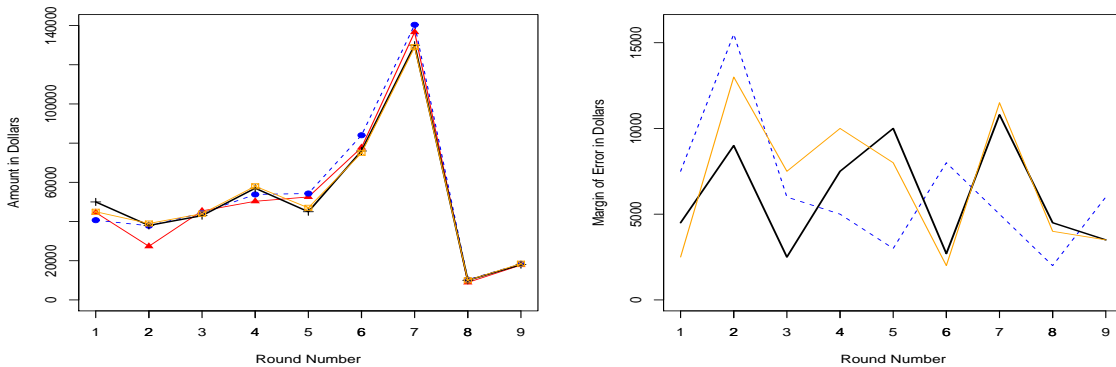 Amount in Dollars
140000
100000
60000
20000
0
1 2 3 4 5 6 7 8 9
Round Number
Margin of Error in Dollars
15000
10000
5000
0
1 2 3 4 5 6 7 8 9
Round Number